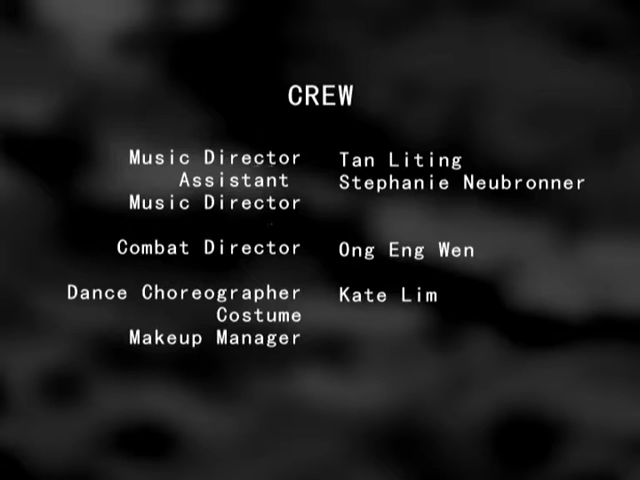 CREW
Music Director Tan Liting
Assistant Stephanie Neubronner
Music Director
Combat Director Ong Eng Wen
Dance Choreographer Kate Lim
Costume
Makeup Manager